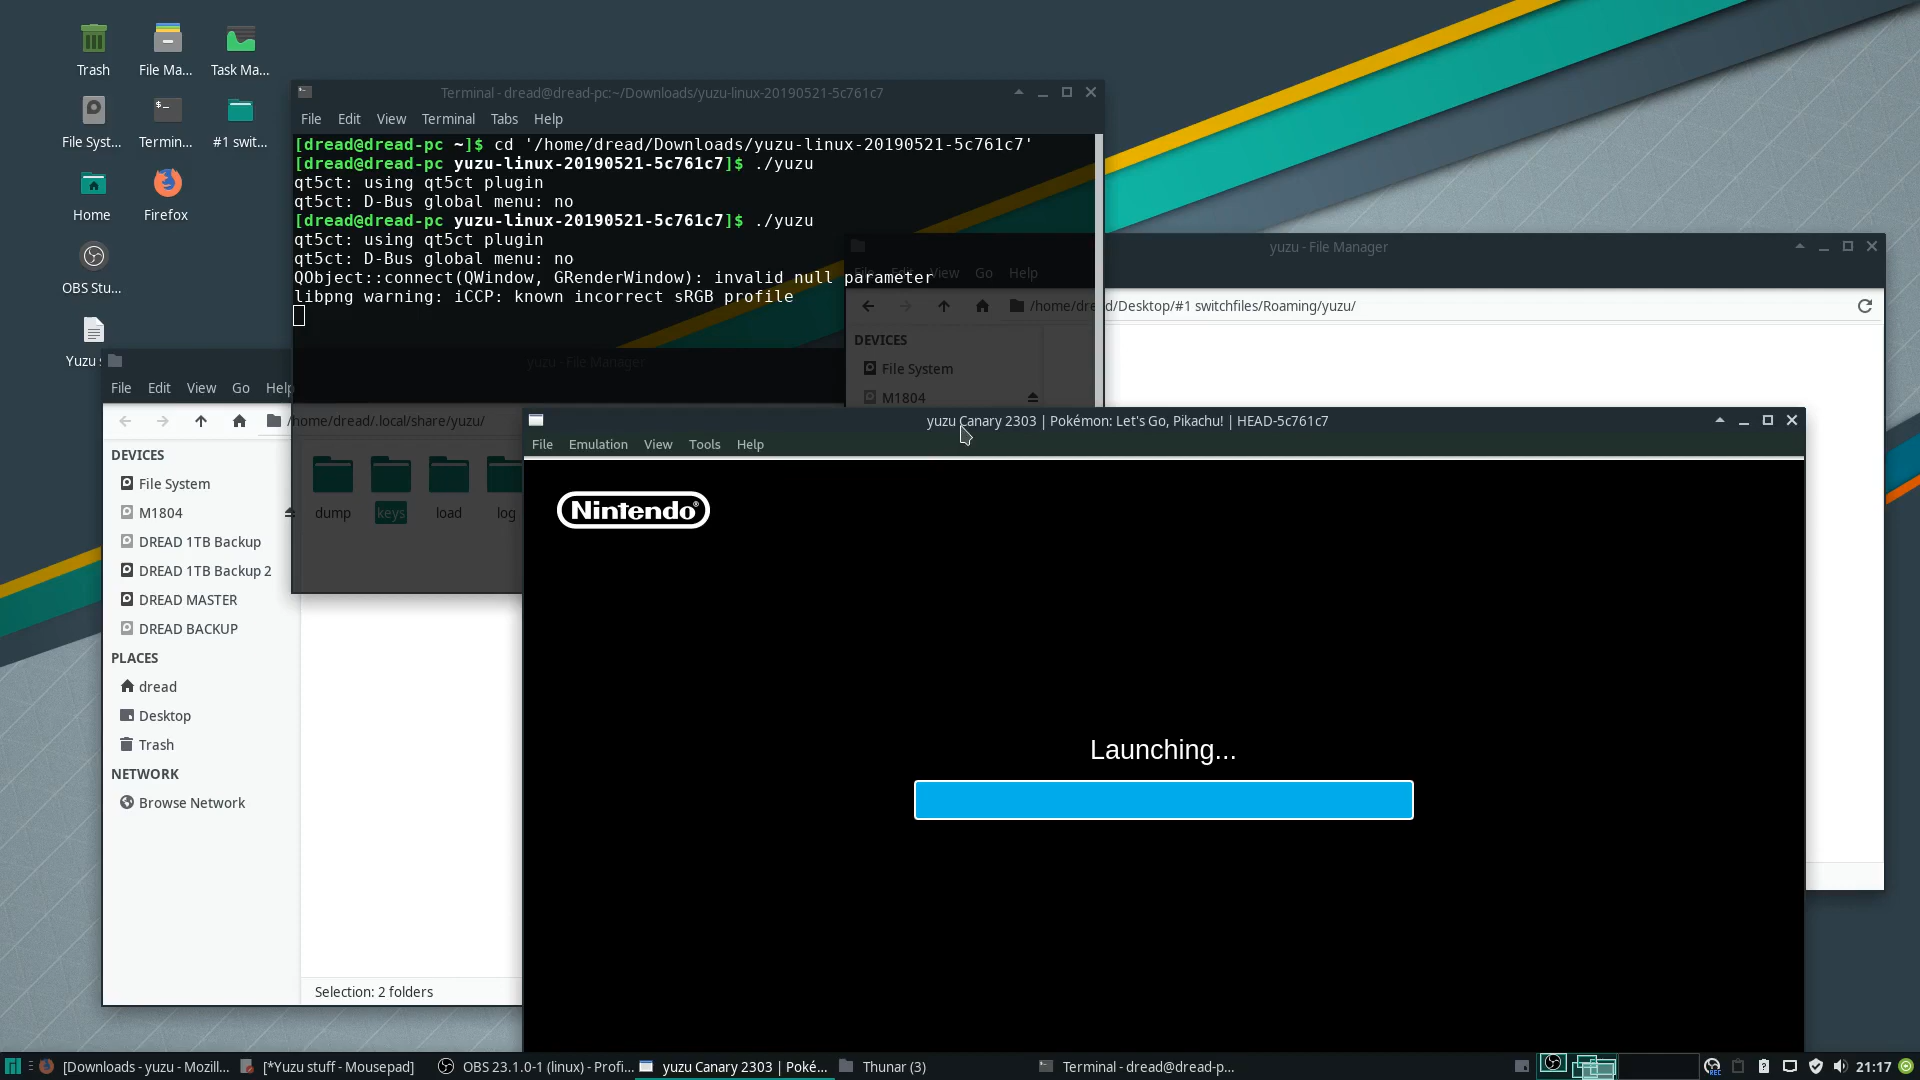 Trash
File Ma...
Task Ma...
File Syst...
Termin...
#1 swit...
Home
Firefox
OBS Stu...
Yuzu s
Terminal - dread@dread-pc:~/Downloads/yuzu-linux-20190521-5c761c7
File Edit View Terminal Tabs Help
[dread@dread-pc ~]$ cd '/home/dread/Downloads/yuzu-linux-20190521-5c761c7'
[dread@dread-pc yuzu-linux-20190521-5c761c7]$ ./yuzu
qt5ct: using qt5ct plugin
qt5ct: D-Bus global menu: no
[dread@dread-pc yuzu-linux-20190521-5c761c7]$ ./yuzu
qt5ct: using qt5ct plugin
qt5ct: D-Bus global menu: no
QObject::connect(QWindow, GRenderWindow): invalid null parameter
libpng warning: iCCP: known incorrect sRGB profile
yuzu - File Manager
File Edit View Go Help
/home/dread/Desktop/#1 switchfiles/Roaming/yuzu/
DEVICES
File System
M1804
yuzu - File Manager
File Edit View Go Help
/home/dread/.local/share/yuzu/
DEVICES
File System
M1804
DREAD 1TB Backup
DREAD 1TB Backup 2
DREAD MASTER
DREAD BACKUP
PLACES
dread
Desktop
Trash
NETWORK
Browse Network
dump
keys
load
log
Selection: 2 folders
yuzu Canary 2303 | Pokémon: Let's Go, Pikachu! | HEAD-5c761c7
File Emulation View Tools Help
Nintendo®
Launching...
[Downloads - yuzu - Mozill...
[*Yuzu stuff - Mousepad]
OBS 23.1.0-1 (linux) - Profi...
yuzu Canary 2303 | Poké...
Thunar (3)
Terminal - dread@dread-p...
REC
21:17